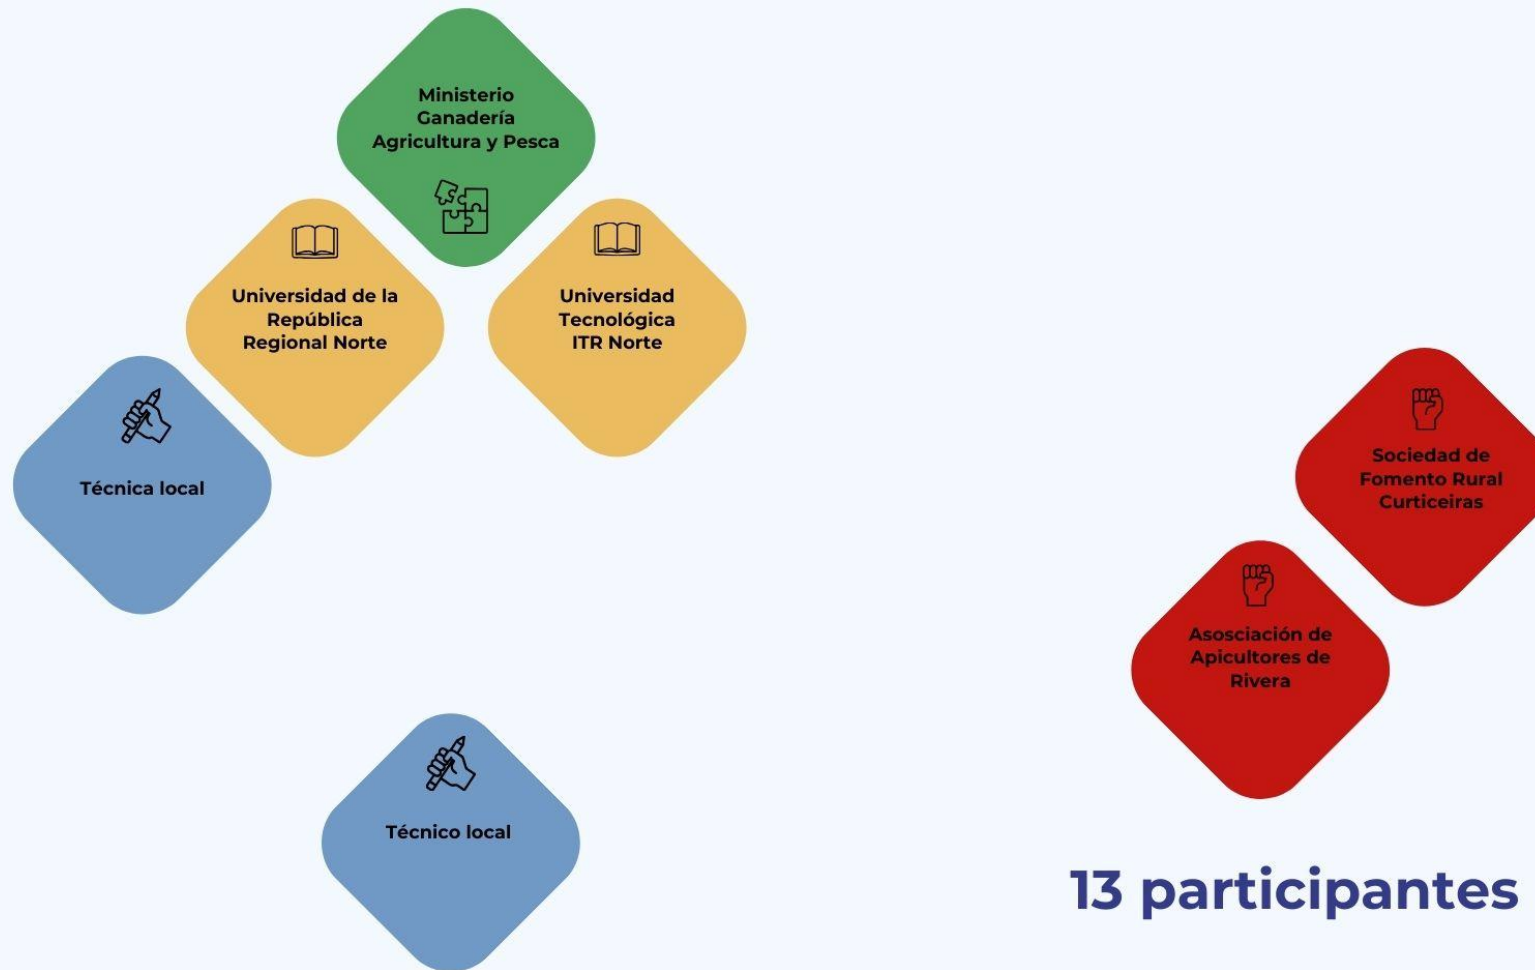 Ministerio
Ganadería
Agricultura y Pesca
Universidad de la
República
Regional Norte
Universidad
Tecnológica
ITR Norte
Técnica local
Sociedad de
Fomento Rural
Curticeiras
Asosciación de
Apicultores de
Rivera
Técnico local
13 participantes